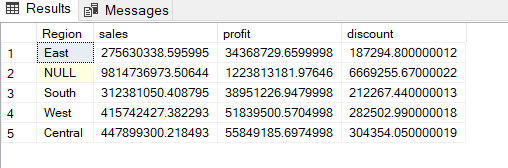 Results Messages
Region sales profit discount
1 East 275630338.595995 34368729.6599998 187294.800000012
2 NULL 9814736973.50644 1223813181.97646 6669255.67000022
3 South 312381050.408795 38951226.9479998 212267.440000013
4 West 415742427.382293 51839500.5704998 282502.990000018
5 Central 447899300.218493 55849185.6974998 304354.050000019